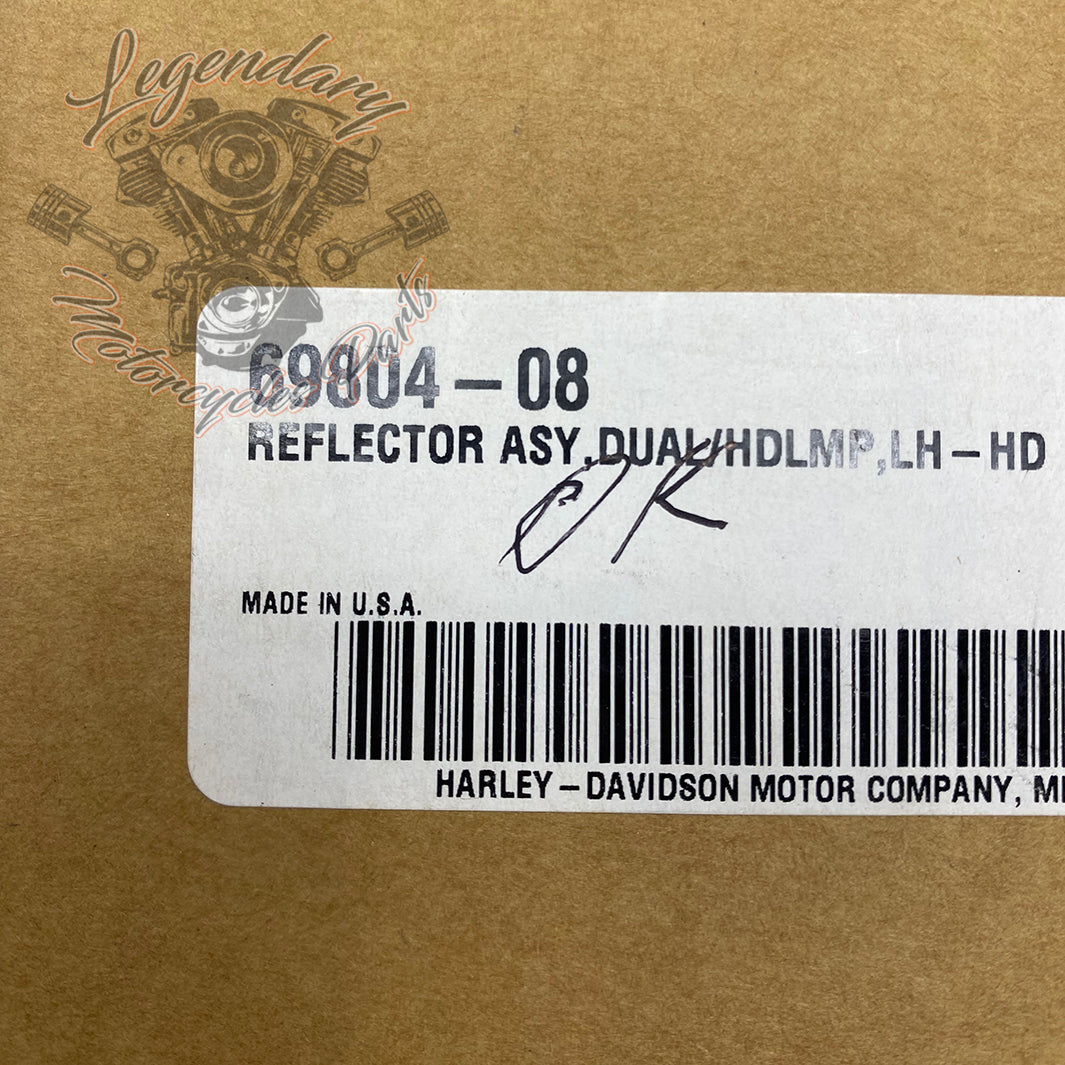 Legendary
Motorcycles Parts
69804-08
REFLECTOR ASY,DUAL/HDLMP,LH-HD
OK
MADE IN U.S.A.
HARLEY-DAVIDSON MOTOR COMPANY,